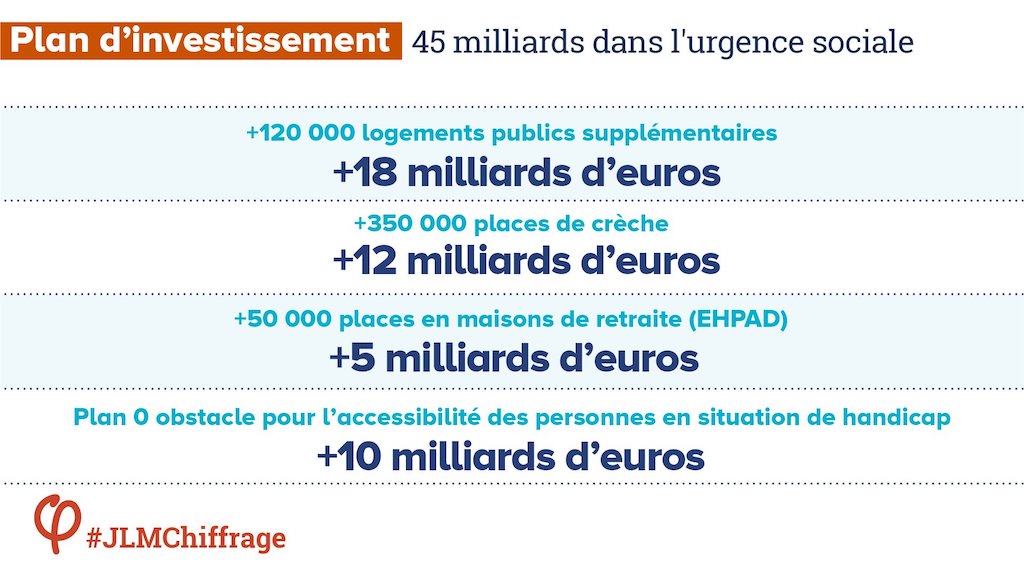 Plan d’investissement 45 milliards dans l'urgence sociale
+120 000 logements publics supplémentaires
+18 milliards d’euros
+350 000 places de crèche
+12 milliards d’euros
+50 000 places en maisons de retraite (EHPAD)
+5 milliards d’euros
Plan 0 obstacle pour l’accessibilité des personnes en situation de handicap
+10 milliards d’euros
φ #JLMChiffrage